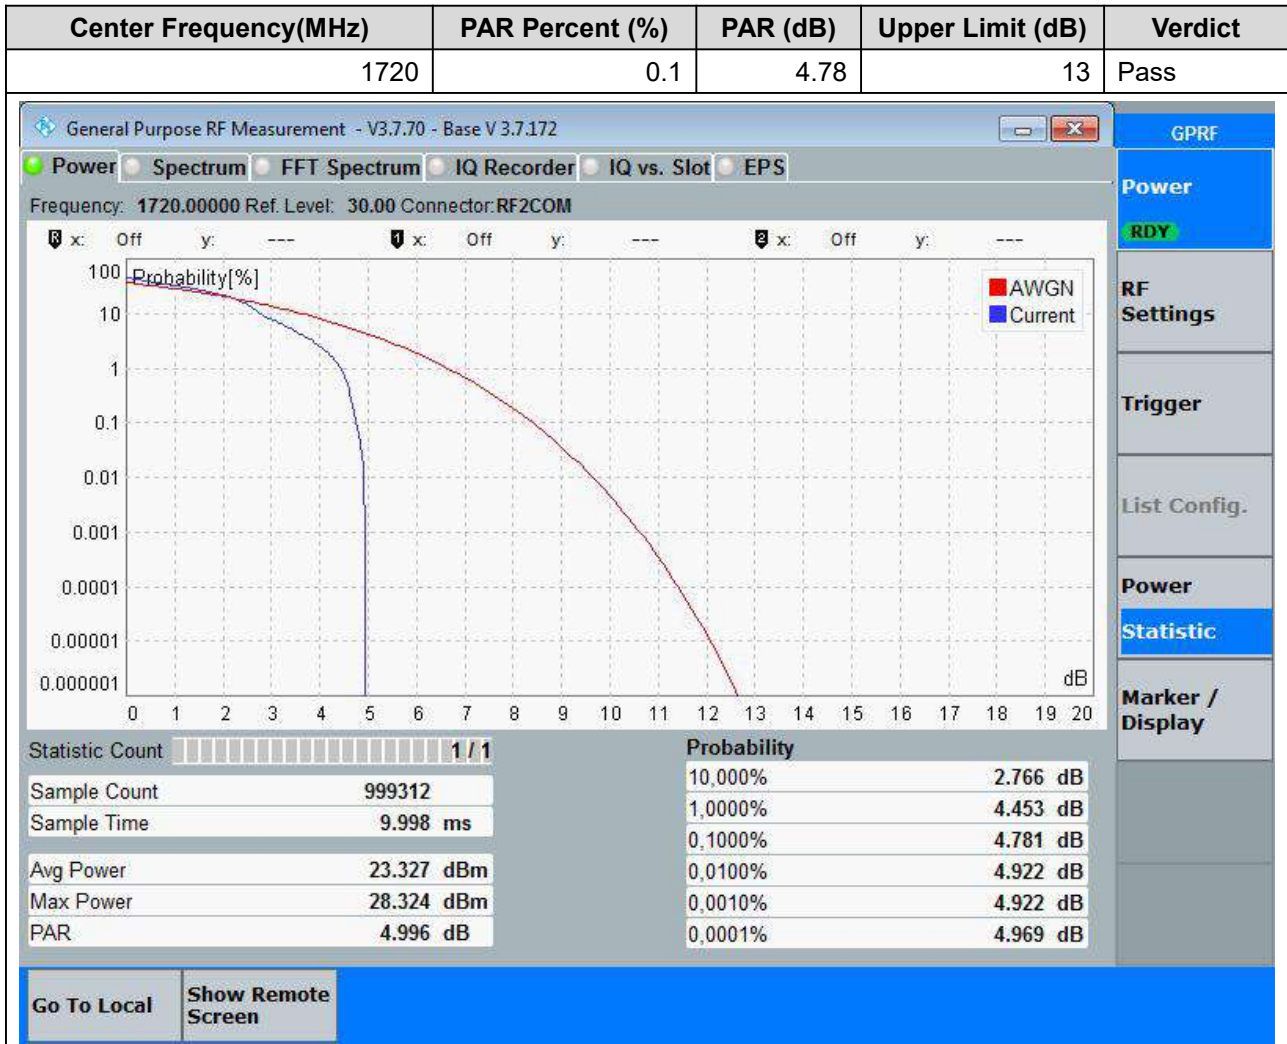 Center Frequency(MHz) PAR Percent (%) PAR (dB) Upper Limit (dB) Verdict
1720 0.1 4.78 13 Pass
General Purpose RF Measurement - V3.7.70 - Base V 3.7.172
GPRF
Power Spectrum FFT Spectrum IQ Recorder IQ vs. Slot EPS
Frequency: 1720.00000 Ref. Level: 30.00 Connector:RF2COM
R x: Off y: --- 1 x: Off y: --- 2 x: Off y: ---
Probability[%]
AWGN
Current
100
10
1
0.1
0.01
0.001
0.0001
0.00001
0.000001
dB
0 1 2 3 4 5 6 7 8 9 10 11 12 13 14 15 16 17 18 19 20
Statistic Count 1 / 1
Sample Count 999312
Sample Time 9.998 ms
Avg Power 23.327 dBm
Max Power 28.324 dBm
PAR 4.996 dB
Probability
10,000% 2.766 dB
1,0000% 4.453 dB
0,1000% 4.781 dB
0,0100% 4.922 dB
0,0010% 4.922 dB
0,0001% 4.969 dB
Power
RDY
RF
Settings
Trigger
List Config.
Power
Statistic
Marker /
Display
Go To Local
Show Remote
Screen